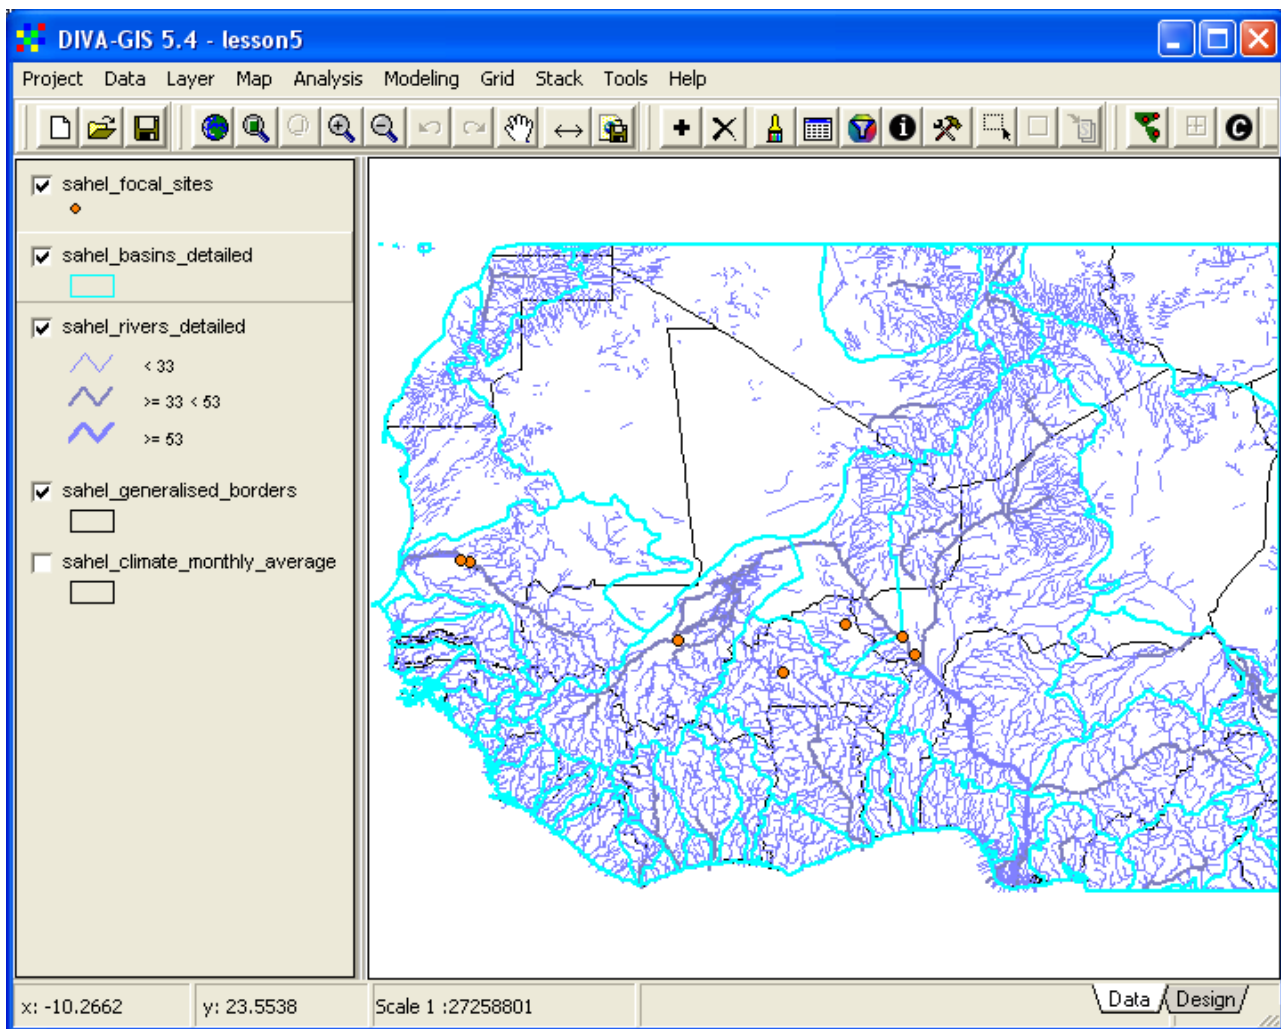 DIVA-GIS 5.4 - lesson5
Project Data Layer Map Analysis Modeling Grid Stack Tools Help
sahel_focal_sites
sahel_basins_detailed
sahel_rivers_detailed
< 33
>= 33 < 53
>= 53
sahel_generalised_borders
sahel_climate_monthly_average
x: -10.2662 y: 23.5538 Scale 1 :27258801 Data Design